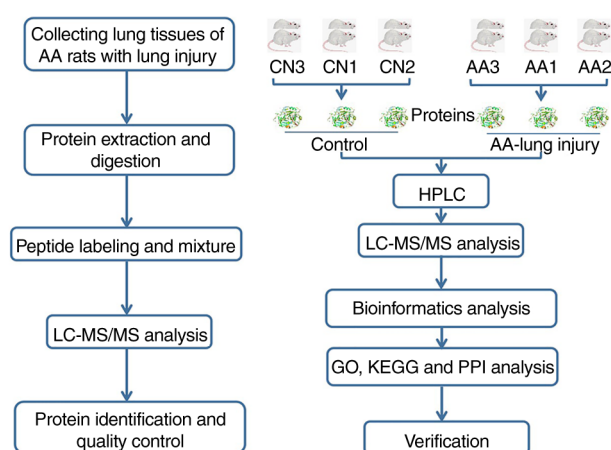 Collecting lung tissues of
AA rats with lung injury
Protein extraction and
digestion
Peptide labeling and mixture
LC-MS/MS analysis
Protein identification and
quality control
CN3 CN1 CN2 AA3 AA1 AA2
Proteins
Control AA-lung injury
HPLC
LC-MS/MS analysis
Bioinformatics analysis
GO, KEGG and PPI analysis
Verification